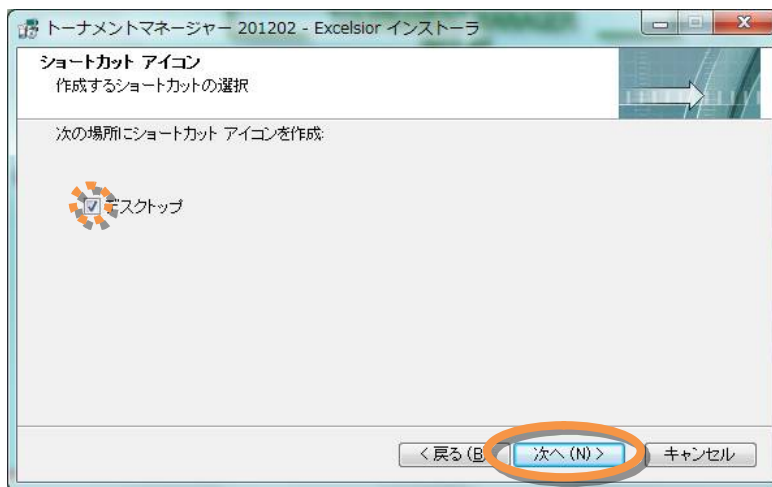 トーナメントマネージャー 201202 - Excelsior インストーラ
ショートカット アイコン
作成するショートカットの選択
次の場所にショートカット アイコンを作成:
デスクトップ
< 戻る(B) 次へ(N) > キャンセル